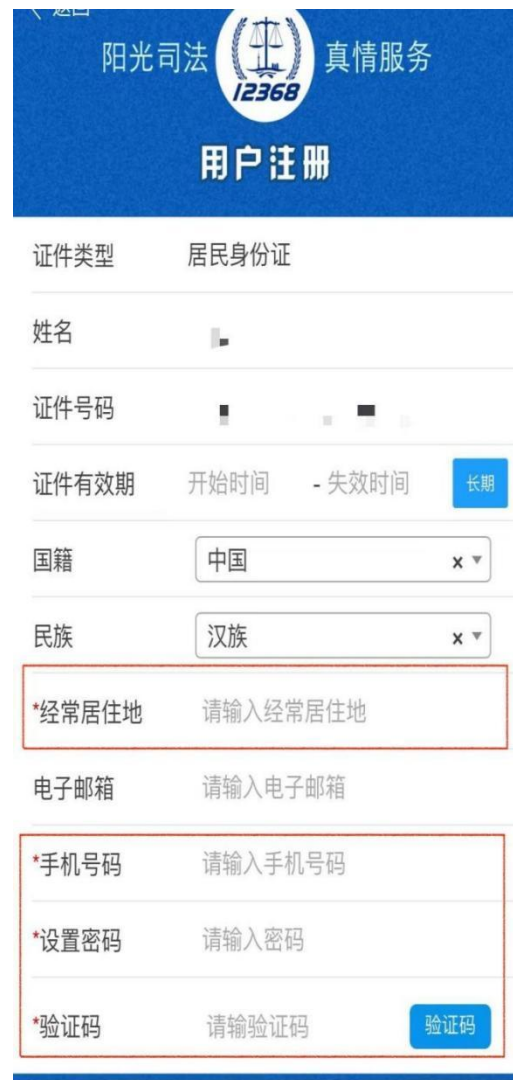 阳光司法 12368 真情服务
用户注册
证件类型 居民身份证
姓名
证件号码
证件有效期 开始时间 - 失效时间 长期
国籍 中国 x
民族 汉族 x
*经常居住地 请输入经常居住地
电子邮箱 请输入电子邮箱
*手机号码 请输入手机号码
*设置密码 请输入密码
*验证码 请输验证码 验证码